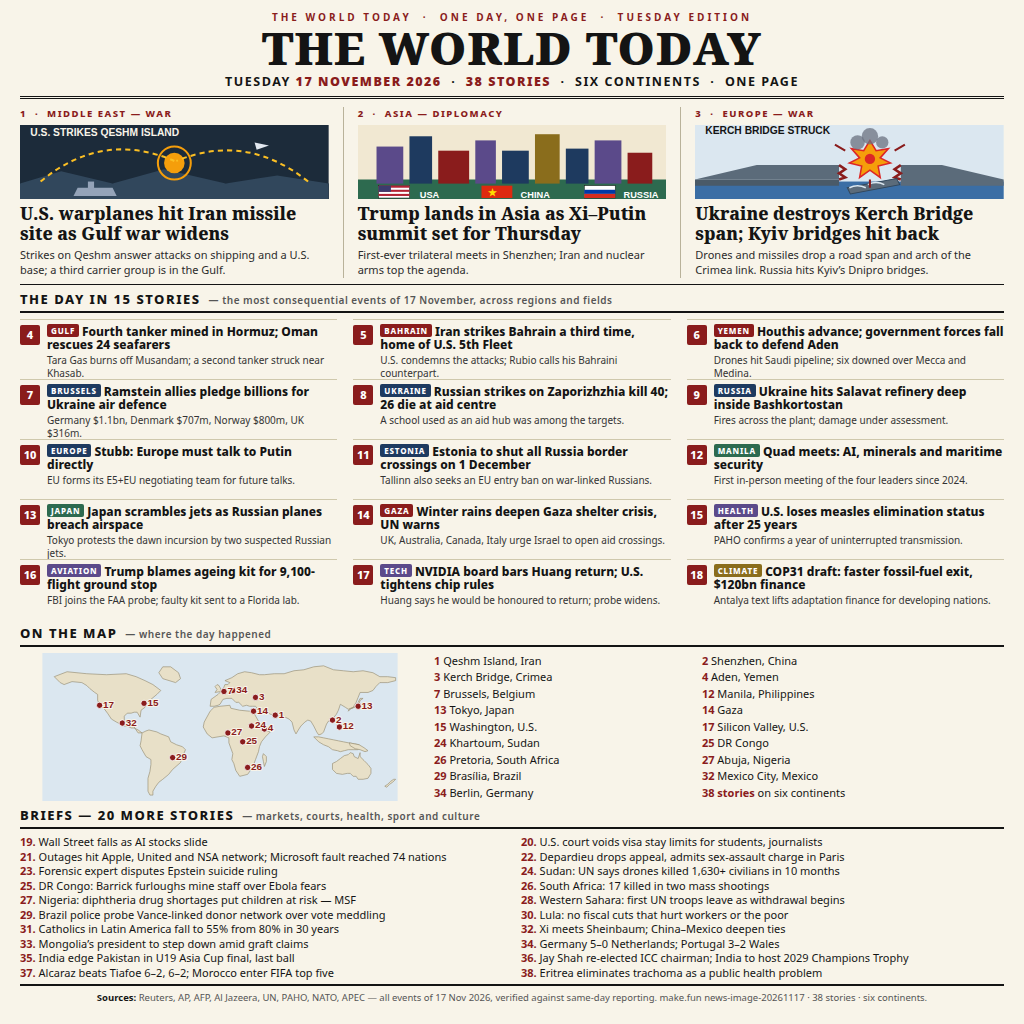 THE WORLD TODAY · ONE DAY, ONE PAGE · TUESDAY EDITION
THE WORLD TODAY
TUESDAY 17 NOVEMBER 2026 · 38 STORIES · SIX CONTINENTS · ONE PAGE
1 · MIDDLE EAST — WAR
U.S. STRIKES QESHM ISLAND
U.S. warplanes hit Iran missile
site as Gulf war widens
Strikes on Qeshm answer attacks on shipping and a U.S.
base; a third carrier group is in the Gulf.
2 · ASIA — DIPLOMACY
USA
CHINA
RUSSIA
Trump lands in Asia as Xi–Putin
summit set for Thursday
First-ever trilateral meets in Shenzhen; Iran and nuclear
arms top the agenda.
3 · EUROPE — WAR
KERCH BRIDGE STRUCK
Ukraine destroys Kerch Bridge
span; Kyiv bridges hit back
Drones and missiles drop a road span and arch of the
Crimea link. Russia hits Kyiv's Dnipro bridges.
THE DAY IN 15 STORIES — the most consequential events of 17 November, across regions and fields
4 GULF Fourth tanker mined in Hormuz; Oman
rescues 24 seafarers
Tara Gas burns off Musandam; a second tanker struck near
Khasab.
5 BAHRAIN Iran strikes Bahrain a third time,
home of U.S. 5th Fleet
U.S. condemns the attacks; Rubio calls his Bahraini
counterpart.
6 YEMEN Houthis advance; government forces fall
back to defend Aden
Drones hit Saudi pipeline; six downed over Mecca and
Medina.
7 BRUSSELS Ramstein allies pledge billions for
Ukraine air defence
Germany $1.1bn, Denmark $707m, Norway $800m, UK
$316m.
8 UKRAINE Russian strikes on Zaporizhzhia kill 40;
26 die at aid centre
A school used as an aid hub was among the targets.
9 RUSSIA Ukraine hits Salavat refinery deep
inside Bashkortostan
Fires across the plant; damage under assessment.
10 EUROPE Stubb: Europe must talk to Putin
directly
EU forms its E5+EU negotiating team for future talks.
11 ESTONIA Estonia to shut all Russia border
crossings on 1 December
Tallinn also seeks an EU entry ban on war-linked Russians.
12 MANILA Quad meets: AI, minerals and maritime
security
First in-person meeting of the four leaders since 2024.
13 JAPAN Japan scrambles jets as Russian planes
breach airspace
Tokyo protests the dawn incursion by two suspected Russian
jets.
14 GAZA Winter rains deepen Gaza shelter crisis,
UN warns
UK, Australia, Canada, Italy urge Israel to open aid crossings.
15 HEALTH U.S. loses measles elimination status
after 25 years
PAHO confirms a year of uninterrupted transmission.
16 AVIATION Trump blames ageing kit for 9,100-
flight ground stop
FBI joins the FAA probe; faulty kit sent to a Florida lab.
17 TECH NVIDIA board bars Huang return; U.S.
tightens chip rules
Huang says he would be honoured to return; probe widens.
18 CLIMATE COP31 draft: faster fossil-fuel exit,
$120bn finance
Antalya text lifts adaptation finance for developing nations.
ON THE MAP — where the day happened
17
15
32
29
7
34
3
14
1
24
4
27
25
26
2
12
13
1 Qeshm Island, Iran
2 Shenzhen, China
3 Kerch Bridge, Crimea
4 Aden, Yemen
7 Brussels, Belgium
12 Manila, Philippines
13 Tokyo, Japan
14 Gaza
15 Washington, U.S.
17 Silicon Valley, U.S.
24 Khartoum, Sudan
25 DR Congo
26 Pretoria, South Africa
27 Abuja, Nigeria
29 Brasília, Brazil
32 Mexico City, Mexico
34 Berlin, Germany
38 stories on six continents
BRIEFS — 20 MORE STORIES — markets, courts, health, sport and culture
19. Wall Street falls as AI stocks slide
20. U.S. court voids visa stay limits for students, journalists
21. Outages hit Apple, United and NSA network; Microsoft fault reached 74 nations
22. Depardieu drops appeal, admits sex-assault charge in Paris
23. Forensic expert disputes Epstein suicide ruling
24. Sudan: UN says drones killed 1,630+ civilians in 10 months
25. DR Congo: Barrick furloughs mine staff over Ebola fears
26. South Africa: 17 killed in two mass shootings
27. Nigeria: diphtheria drug shortages put children at risk — MSF
28. Western Sahara: first UN troops leave as withdrawal begins
29. Brazil police probe Vance-linked donor network over vote meddling
30. Lula: no fiscal cuts that hurt workers or the poor
31. Catholics in Latin America fall to 55% from 80% in 30 years
32. Xi meets Sheinbaum; China–Mexico deepen ties
33. Mongolia's president to step down amid graft claims
34. Germany 5–0 Netherlands; Portugal 3–2 Wales
35. India edge Pakistan in U19 Asia Cup final, last ball
36. Jay Shah re-elected ICC chairman; India to host 2029 Champions Trophy
37. Alcaraz beats Tiafoe 6–2, 6–2; Morocco enter FIFA top five
38. Eritrea eliminates trachoma as a public health problem
Sources: Reuters, AP, AFP, Al Jazeera, UN, PAHO, NATO, APEC — all events of 17 Nov 2026, verified against same-day reporting. make.fun news-image-20261117 · 38 stories · six continents.